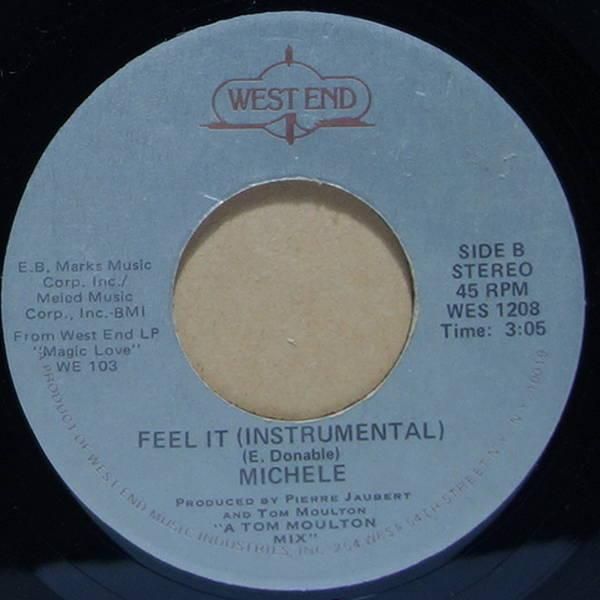 WEST END
E.B. Marks Music
Corp. Inc./
Meled Music
Corp., Inc.-BMI
From West End LP
"Magic Love"
WE 103
SIDE B
STEREO
45 RPM
WES 1208
Time: 3:05
FEEL IT (INSTRUMENTAL)
(E. Donable)
MICHELE
PRODUCED BY PIERRE JAUBERT
AND TOM MOULTON
"A TOM MOULTON
MIX"
PRODUCT OF WEST END MUSIC INDUSTRIES, INC. 254 WEST 54TH STREET N.Y. N.Y. 10019